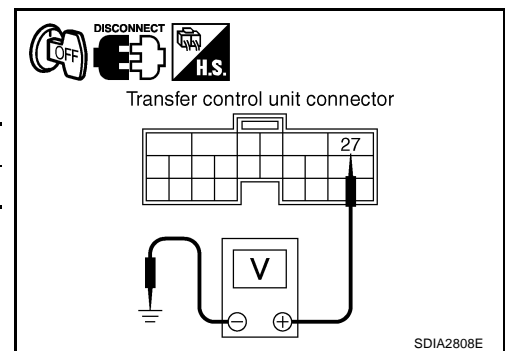 DISCONNECT
OFF
H.S.
Transfer control unit connector
27
V
SDIA2808E